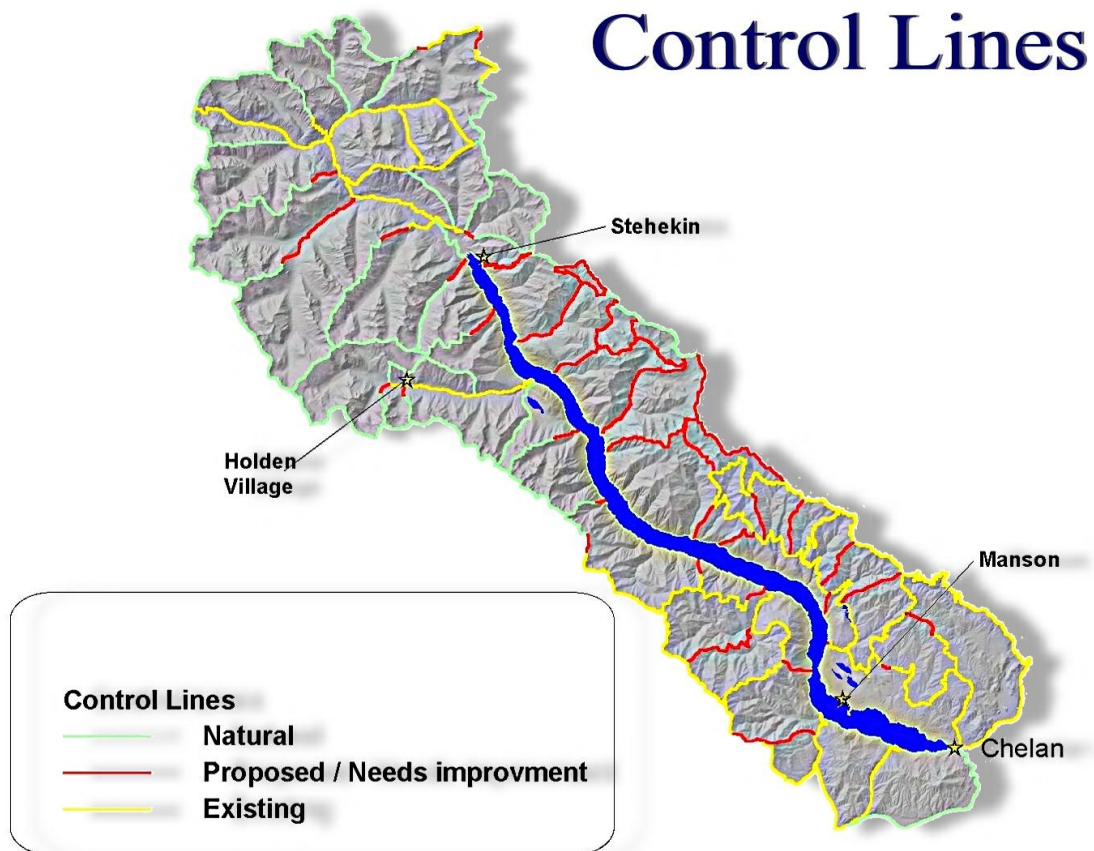 Control Lines
Stehekin
Holden
Village
Manson
Chelan
Control Lines
Natural
Proposed / Needs improvment
Existing